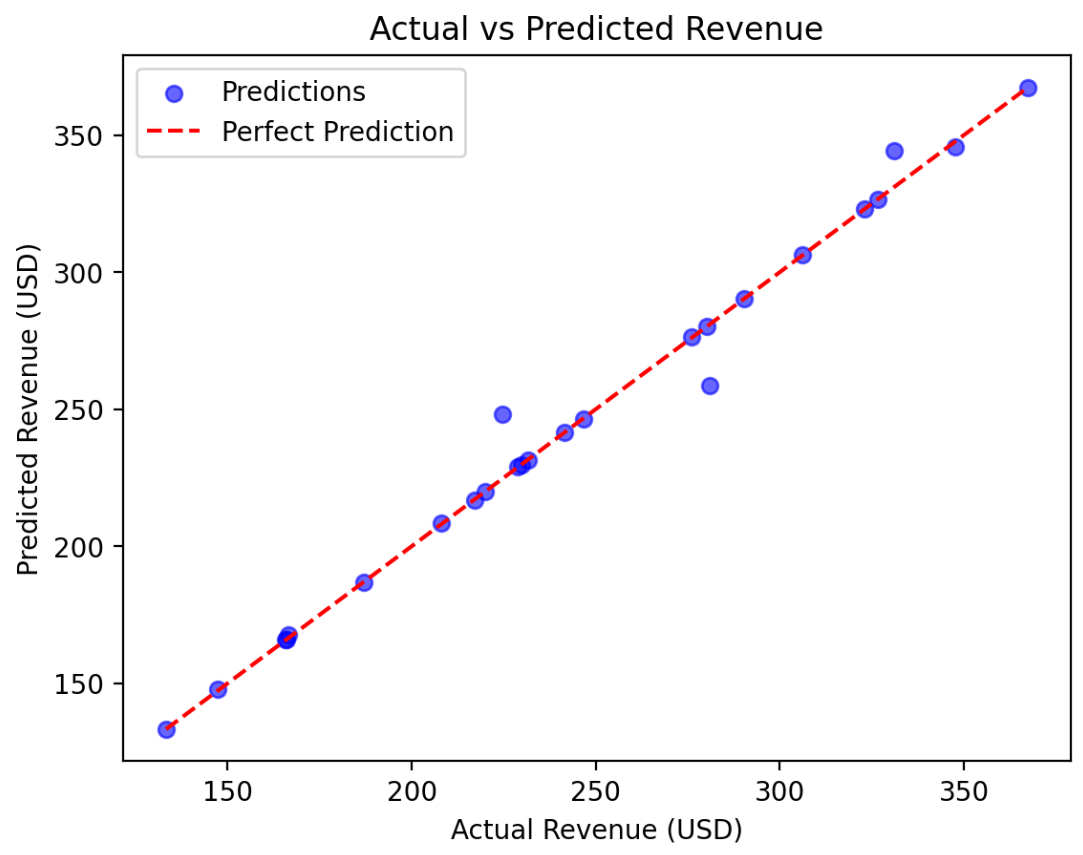 Actual vs Predicted Revenue
Predictions
Perfect Prediction
350
300
250
200
150
Predicted Revenue (USD)
150
200
250
300
350
Actual Revenue (USD)